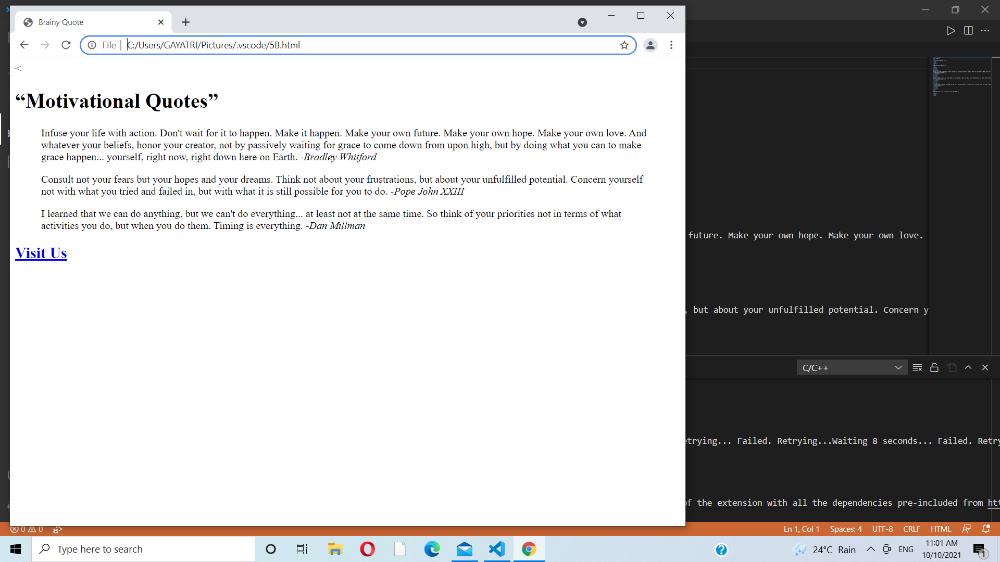 Brainy Quote
File
C:/Users/GAYATRI/Pictures/.vscode/5B.html
<
“Motivational Quotes”
Infuse your life with action. Don't wait for it to happen. Make it happen. Make your own future. Make your own hope. Make your own love. And
whatever your beliefs, honor your creator, not by passively waiting for grace to come down from upon high, but by doing what you can to make
grace happen... yourself, right now, right down here on Earth. -Bradley Whitford
Consult not your fears but your hopes and your dreams. Think not about your frustrations, but about your unfulfilled potential. Concern yourself
not with what you tried and failed in, but with what it is still possible for you to do. -Pope John XXIII
I learned that we can do anything, but we can't do everything... at least not at the same time. So think of your priorities not in terms of what
activities you do, but when you do them. Timing is everything. -Dan Millman
Visit Us
future. Make your own hope. Make your own love.
, but about your unfulfilled potential. Concern y
C/C++
etrying... Failed. Retrying...Waiting 8 seconds... Failed. Retry
of the extension with all the dependencies pre-included from htt
0 0
Ln 1, Col 1 Spaces: 4 UTF-8 CRLF HTML
Type here to search
24°C Rain
ENG
11:01 AM
10/10/2021
1